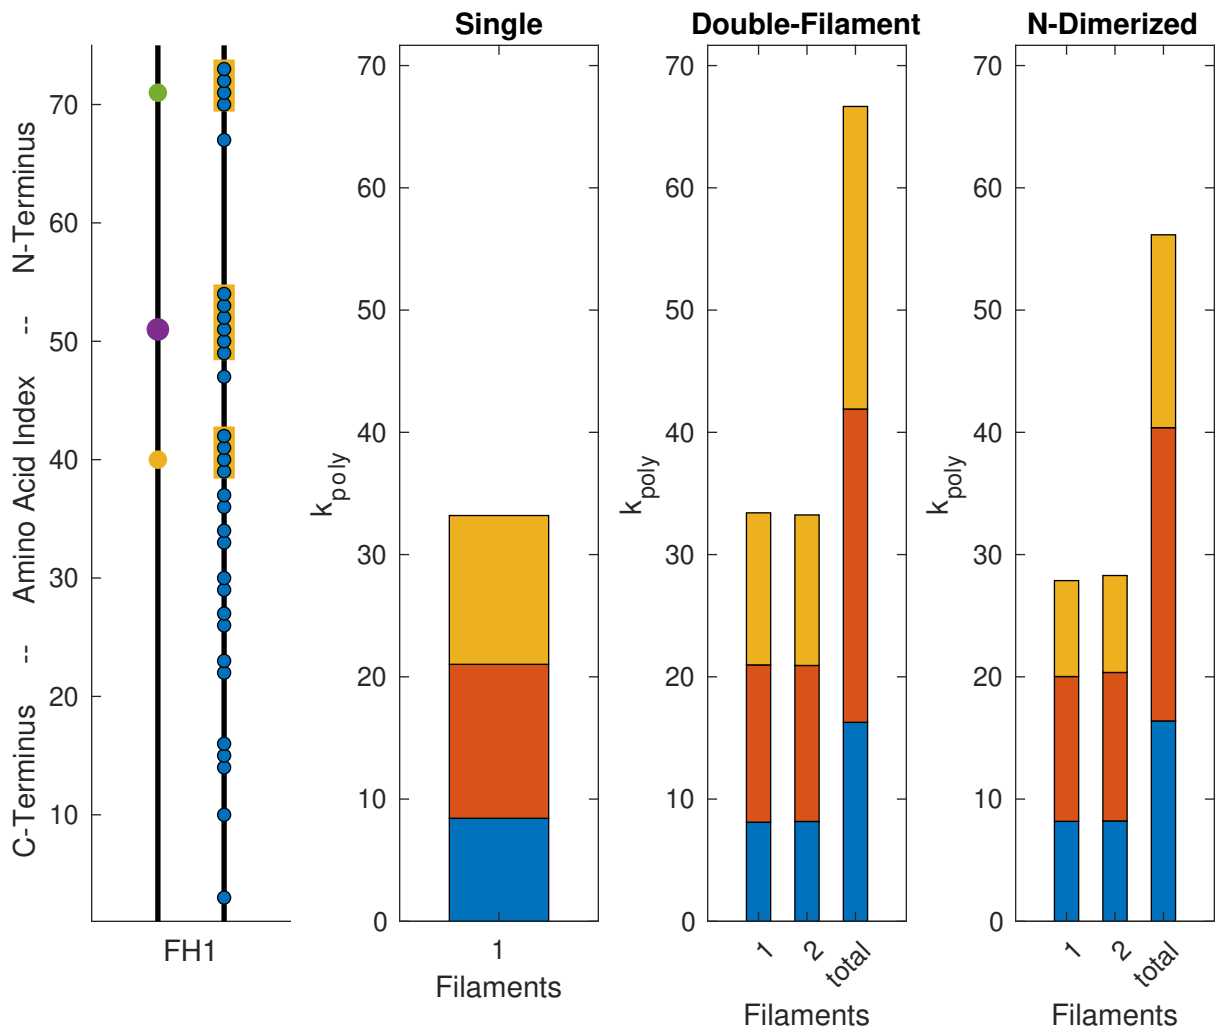 Single
Double-Filament
N-Dimerized
C-Terminus -- Amino Acid Index -- N-Terminus
70
60
50
40
30
20
10
FH1
k_poly
70
60
50
40
30
20
10
0
1
Filaments
k_poly
70
60
50
40
30
20
10
0
1
2
total
Filaments
k_poly
70
60
50
40
30
20
10
0
1
2
total
Filaments